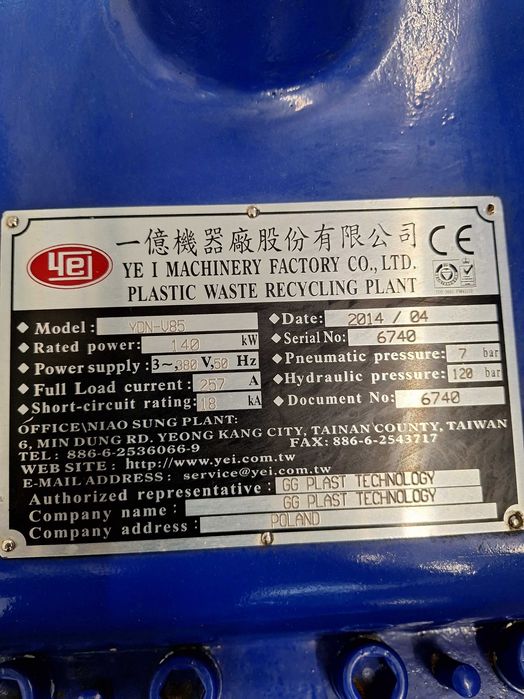 yei
一億機器廠股份有限公司
CE
YE I MACHINERY FACTORY CO., LTD.
PLASTIC WASTE RECYCLING PLANT
◆ Model: YDN-V85
◆ Rated power: 140 kW
◆ Power supply: 3~,380 V,50 Hz
◆ Full Load current: 257 A
◆ Short-circuit rating: 18 kA
◆ Date: 2014 / 04
◆ Serial No: 6740
◆ Pneumatic pressure: 7 bar
◆ Hydraulic pressure: 120 bar
◆ Document No: 6740
OFFICE\NIAO SUNG PLANT:
6, MIN DUNG RD. YEONG KANG CITY, TAINAN COUNTY, TAIWAN
TEL: 886-6-2536066-9 FAX: 886-6-2543717
WEB SITE: http://www.yei.com.tw
E-MAIL ADDRESS: service@yei.com.tw
Authorized representative: GG PLAST TECHNOLOGY
Company name: GG PLAST TECHNOLOGY
Company address: POLAND